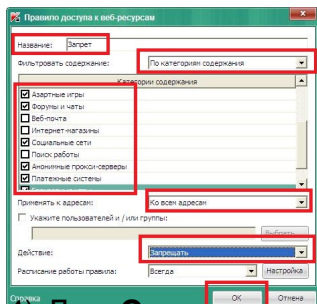 Правило доступа к веб-ресурсам
Название: Запрет
Фильтровать содержание: По категориям содержания
Категории содержания
Азартные игры
Форумы и чаты
Веб-почта
Интернет-магазины
Социальные сети
Поиск работы
Анонимные прокси-серверы
Платежные системы
Применять к адресам: Ко всем адресам
Укажите пользователей и / или группы:
Выбрать...
Действие: Запрещать
Расписание работы правила: Всегда Настройка
Справка ОК Отмена